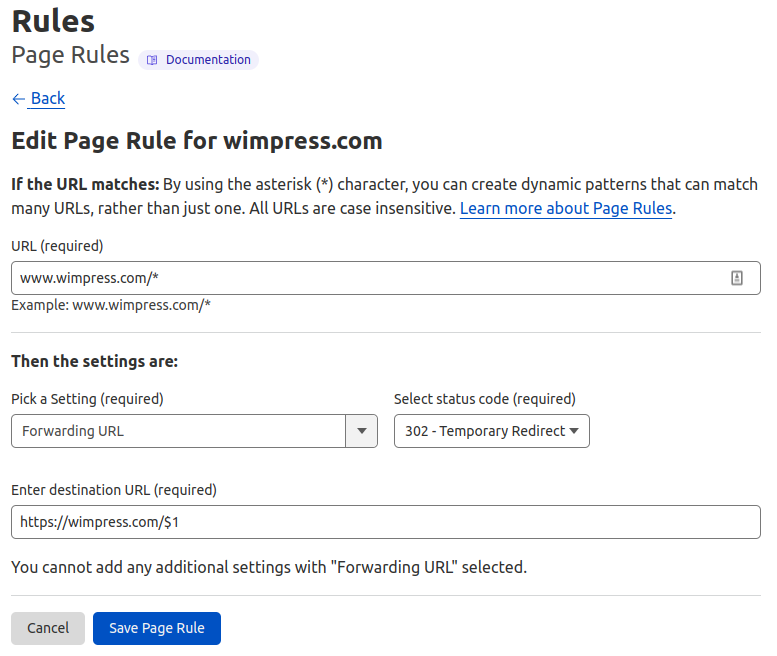 Rules
Page Rules Documentation
← Back
Edit Page Rule for wimpress.com
If the URL matches: By using the asterisk (*) character, you can create dynamic patterns that can match
many URLs, rather than just one. All URLs are case insensitive. Learn more about Page Rules.
URL (required)
www.wimpress.com/*
Example: www.wimpress.com/*
Then the settings are:
Pick a Setting (required) Select status code (required)
Forwarding URL 302 - Temporary Redirect
Enter destination URL (required)
https://wimpress.com/$1
You cannot add any additional settings with "Forwarding URL" selected.
Cancel Save Page Rule